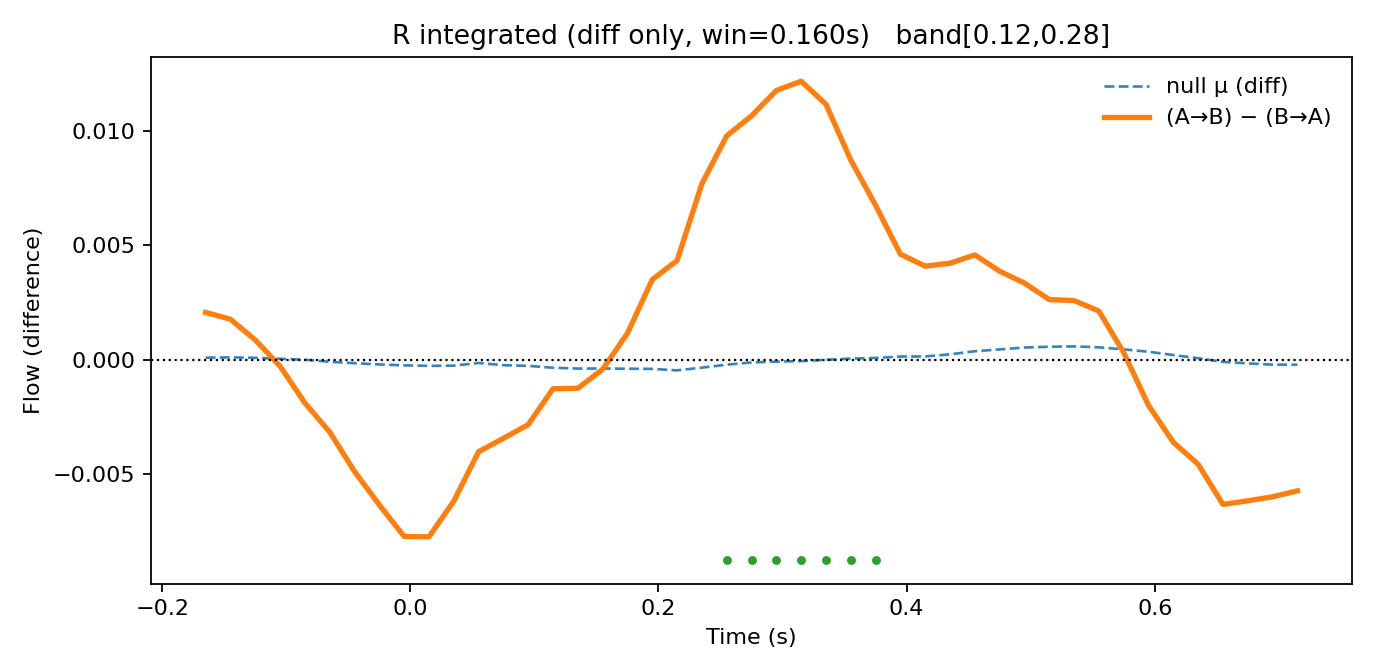 R integrated (diff only, win=0.160s)   band[0.12,0.28]
null μ (diff)
(A→B) − (B→A)
Flow (difference)
0.010
0.005
0.000
−0.005
−0.2
0.0
0.2
0.4
0.6
Time (s)